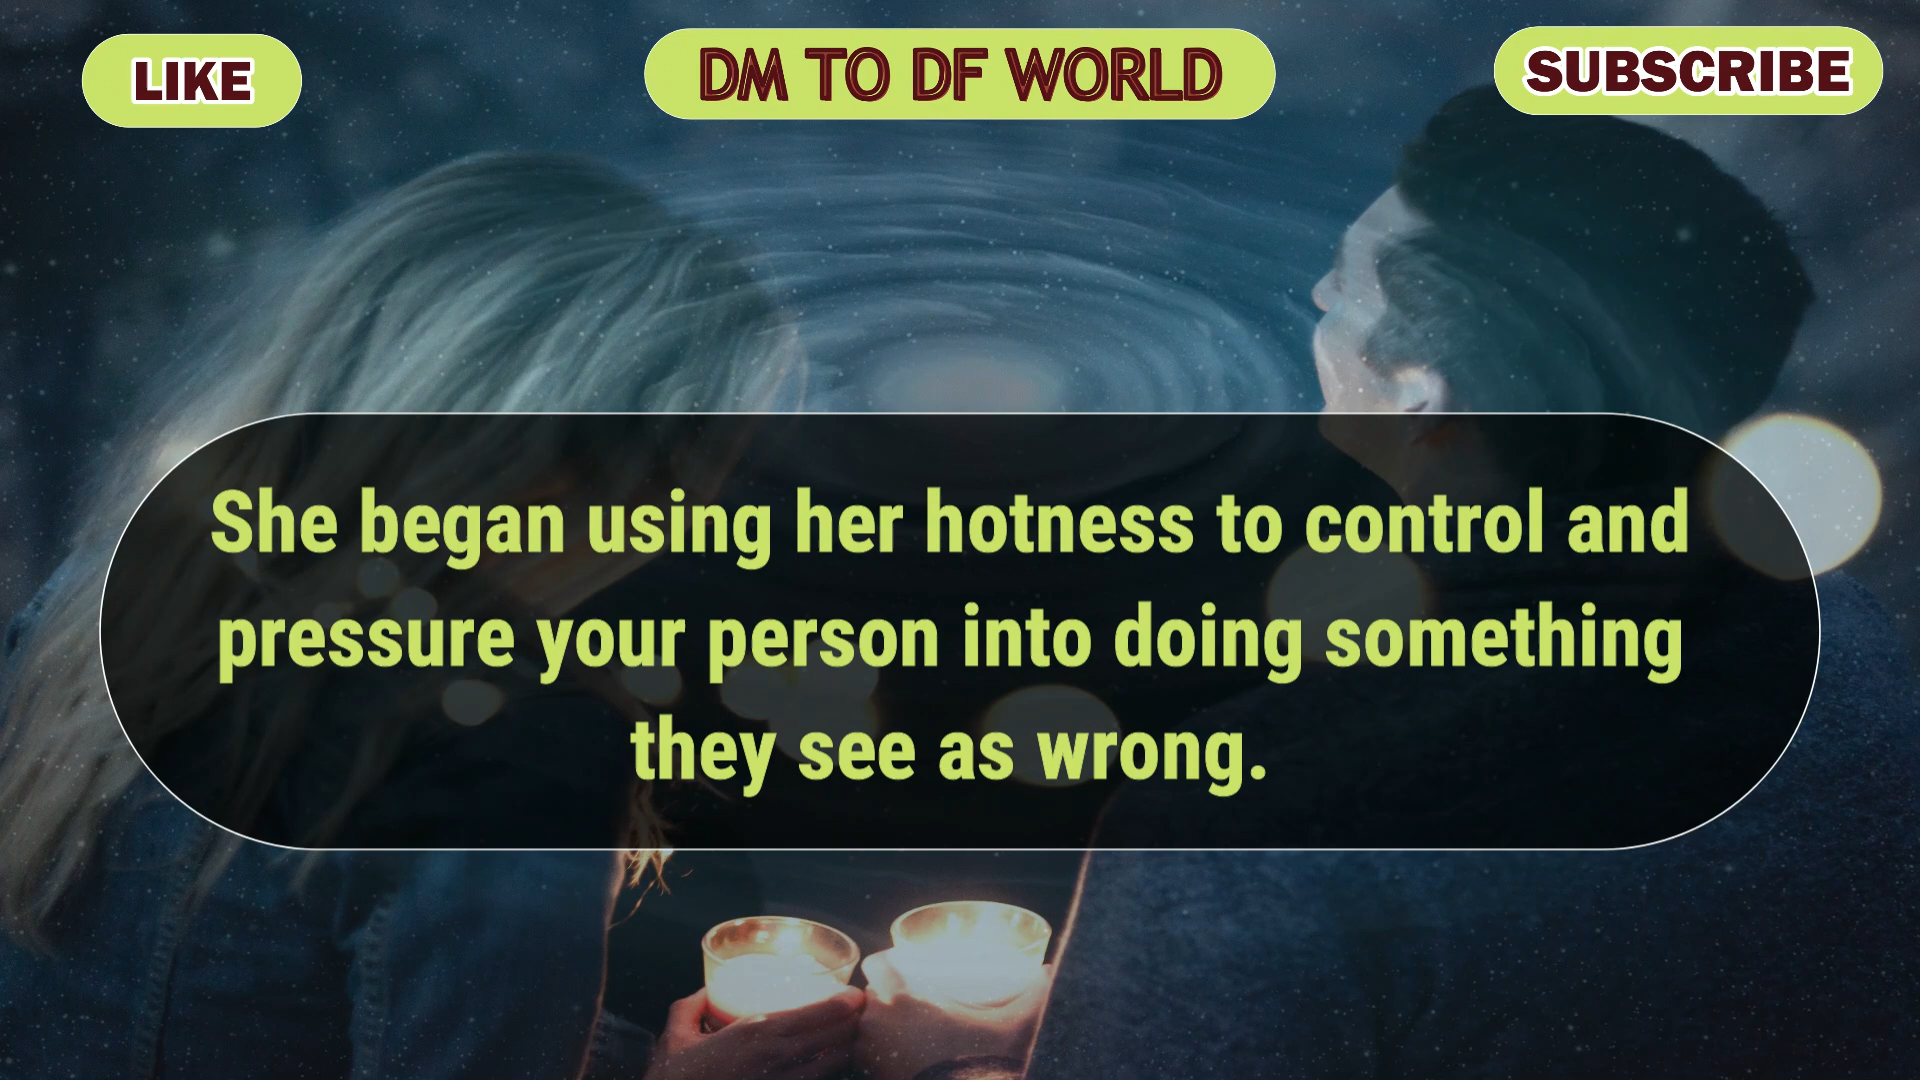 LIKE
DM TO DF WORLD
SUBSCRIBE
She began using her hotness to control and
pressure your person into doing something
they see as wrong.